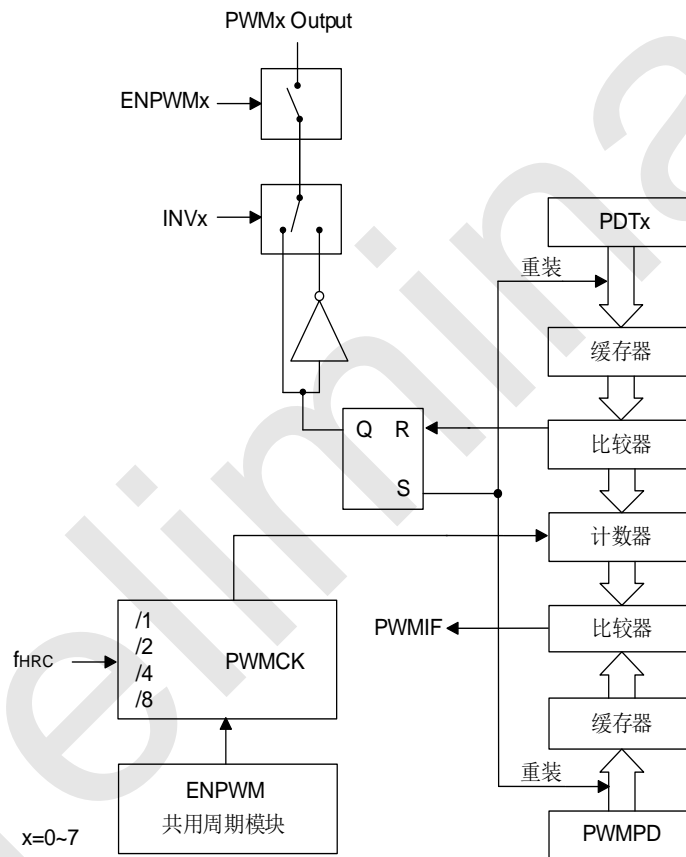 PWMx Output
ENPWMx
INVx
PDTx
重装
缓存器
Q R
比较器
S
计数器
/1
/2
PWMCK
/4
/8
fHRC
PWMIF
比较器
缓存器
重装
ENPWM
共用周期模块
PWMPD
x=0~7
elimina